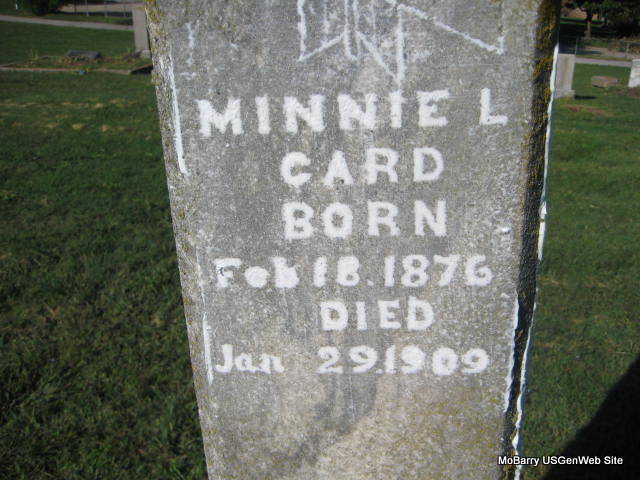 MINNIE L
CARD
BORN
Feb 18.1876
DIED
Jan 29.1909
MoBarry USGenWeb Site